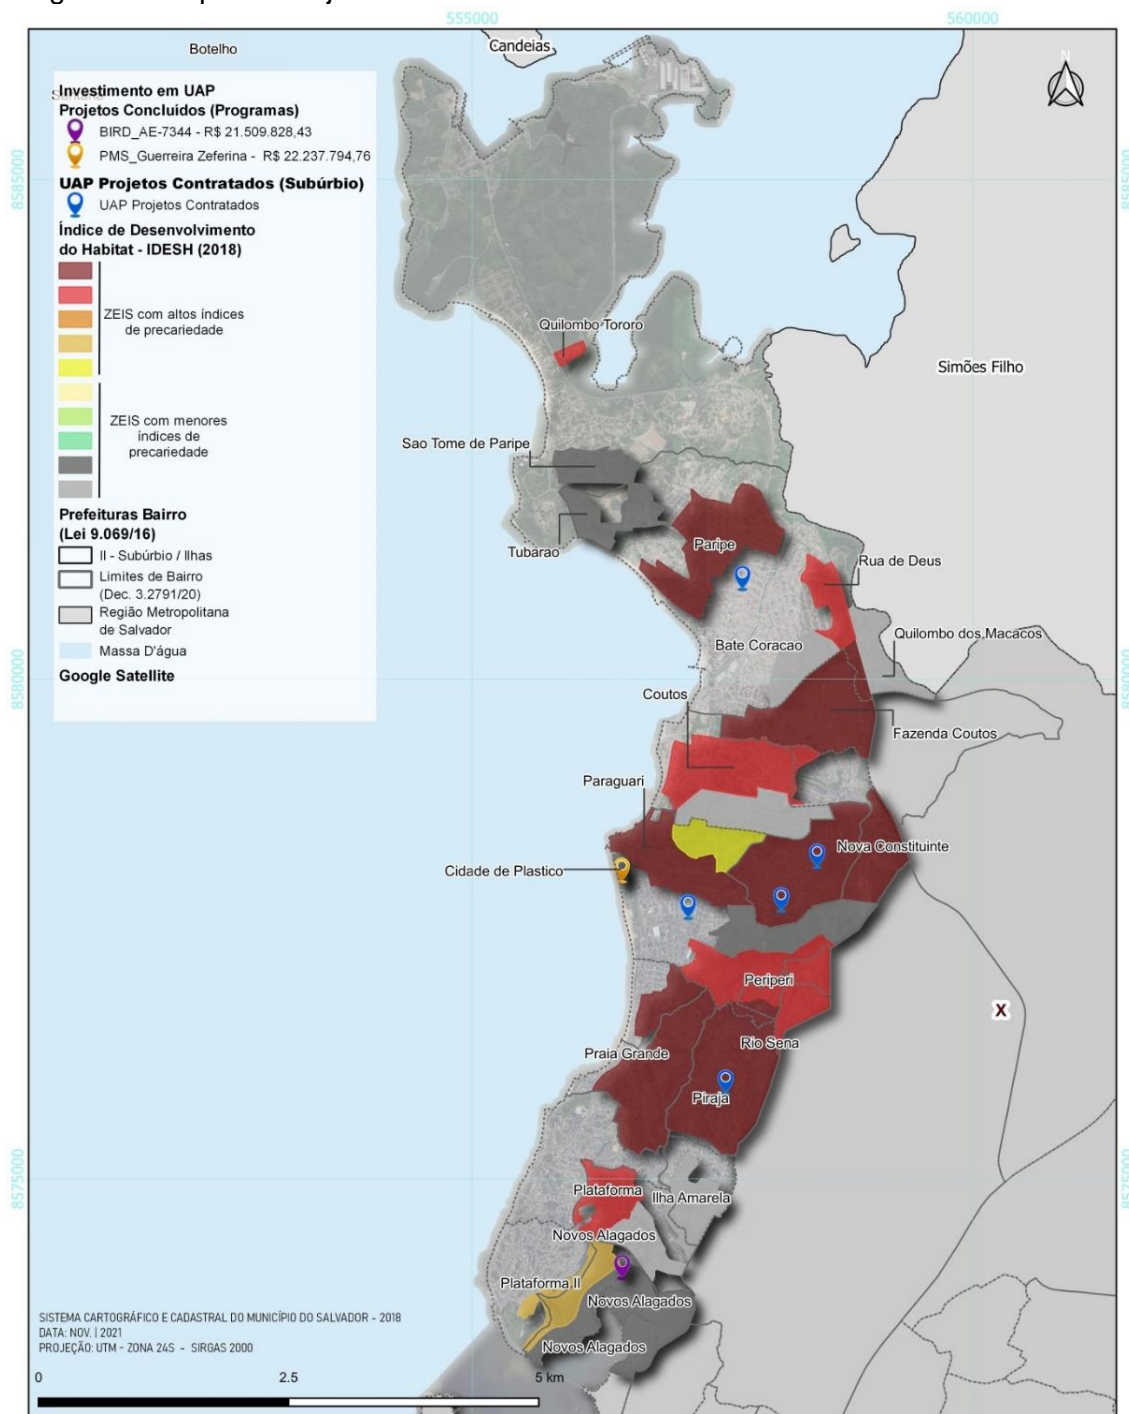 555000
560000
Botelho
Candeias
N
Investimento em UAP
Projetos Concluídos (Programas)
BIRD_AE-7344 - R$ 21.509.828,43
PMS_Guerreira Zeferina - R$ 22.237.794,76
UAP Projetos Contratados (Subúrbio)
UAP Projetos Contratados
Índice de Desenvolvimento
do Habitat - IDESH (2018)
ZEIS com altos índices
de precariedade
ZEIS com menores
índices de
precariedade
Prefeituras Bairro
(Lei 9.069/16)
II - Subúrbio / Ilhas
Limites de Bairro
(Dec. 3.2791/20)
Região Metropolitana
de Salvador
Massa D'água
Google Satellite
8585000
8585000
Quilombo Tororo
Simões Filho
Sao Tome de Paripe
Tubarao
Paripe
Rua de Deus
Quilombo dos Macacos
Bate Coracao
8580000
8580000
Coutos
Fazenda Coutos
Paraguari
Nova Constituinte
Cidade de Plastico
Periperi
X
Rio Sena
Praia Grande
Piraja
8575000
8575000
Plataforma
Ilha Amarela
Novos Alagados
Plataforma II
Novos Alagados
Novos Alagados
SISTEMA CARTOGRÁFICO E CADASTRAL DO MUNICÍPIO DO SALVADOR - 2018
DATA: NOV. | 2021
PROJEÇÃO: UTM - ZONA 24S - SIRGAS 2000
0 2.5 5 km